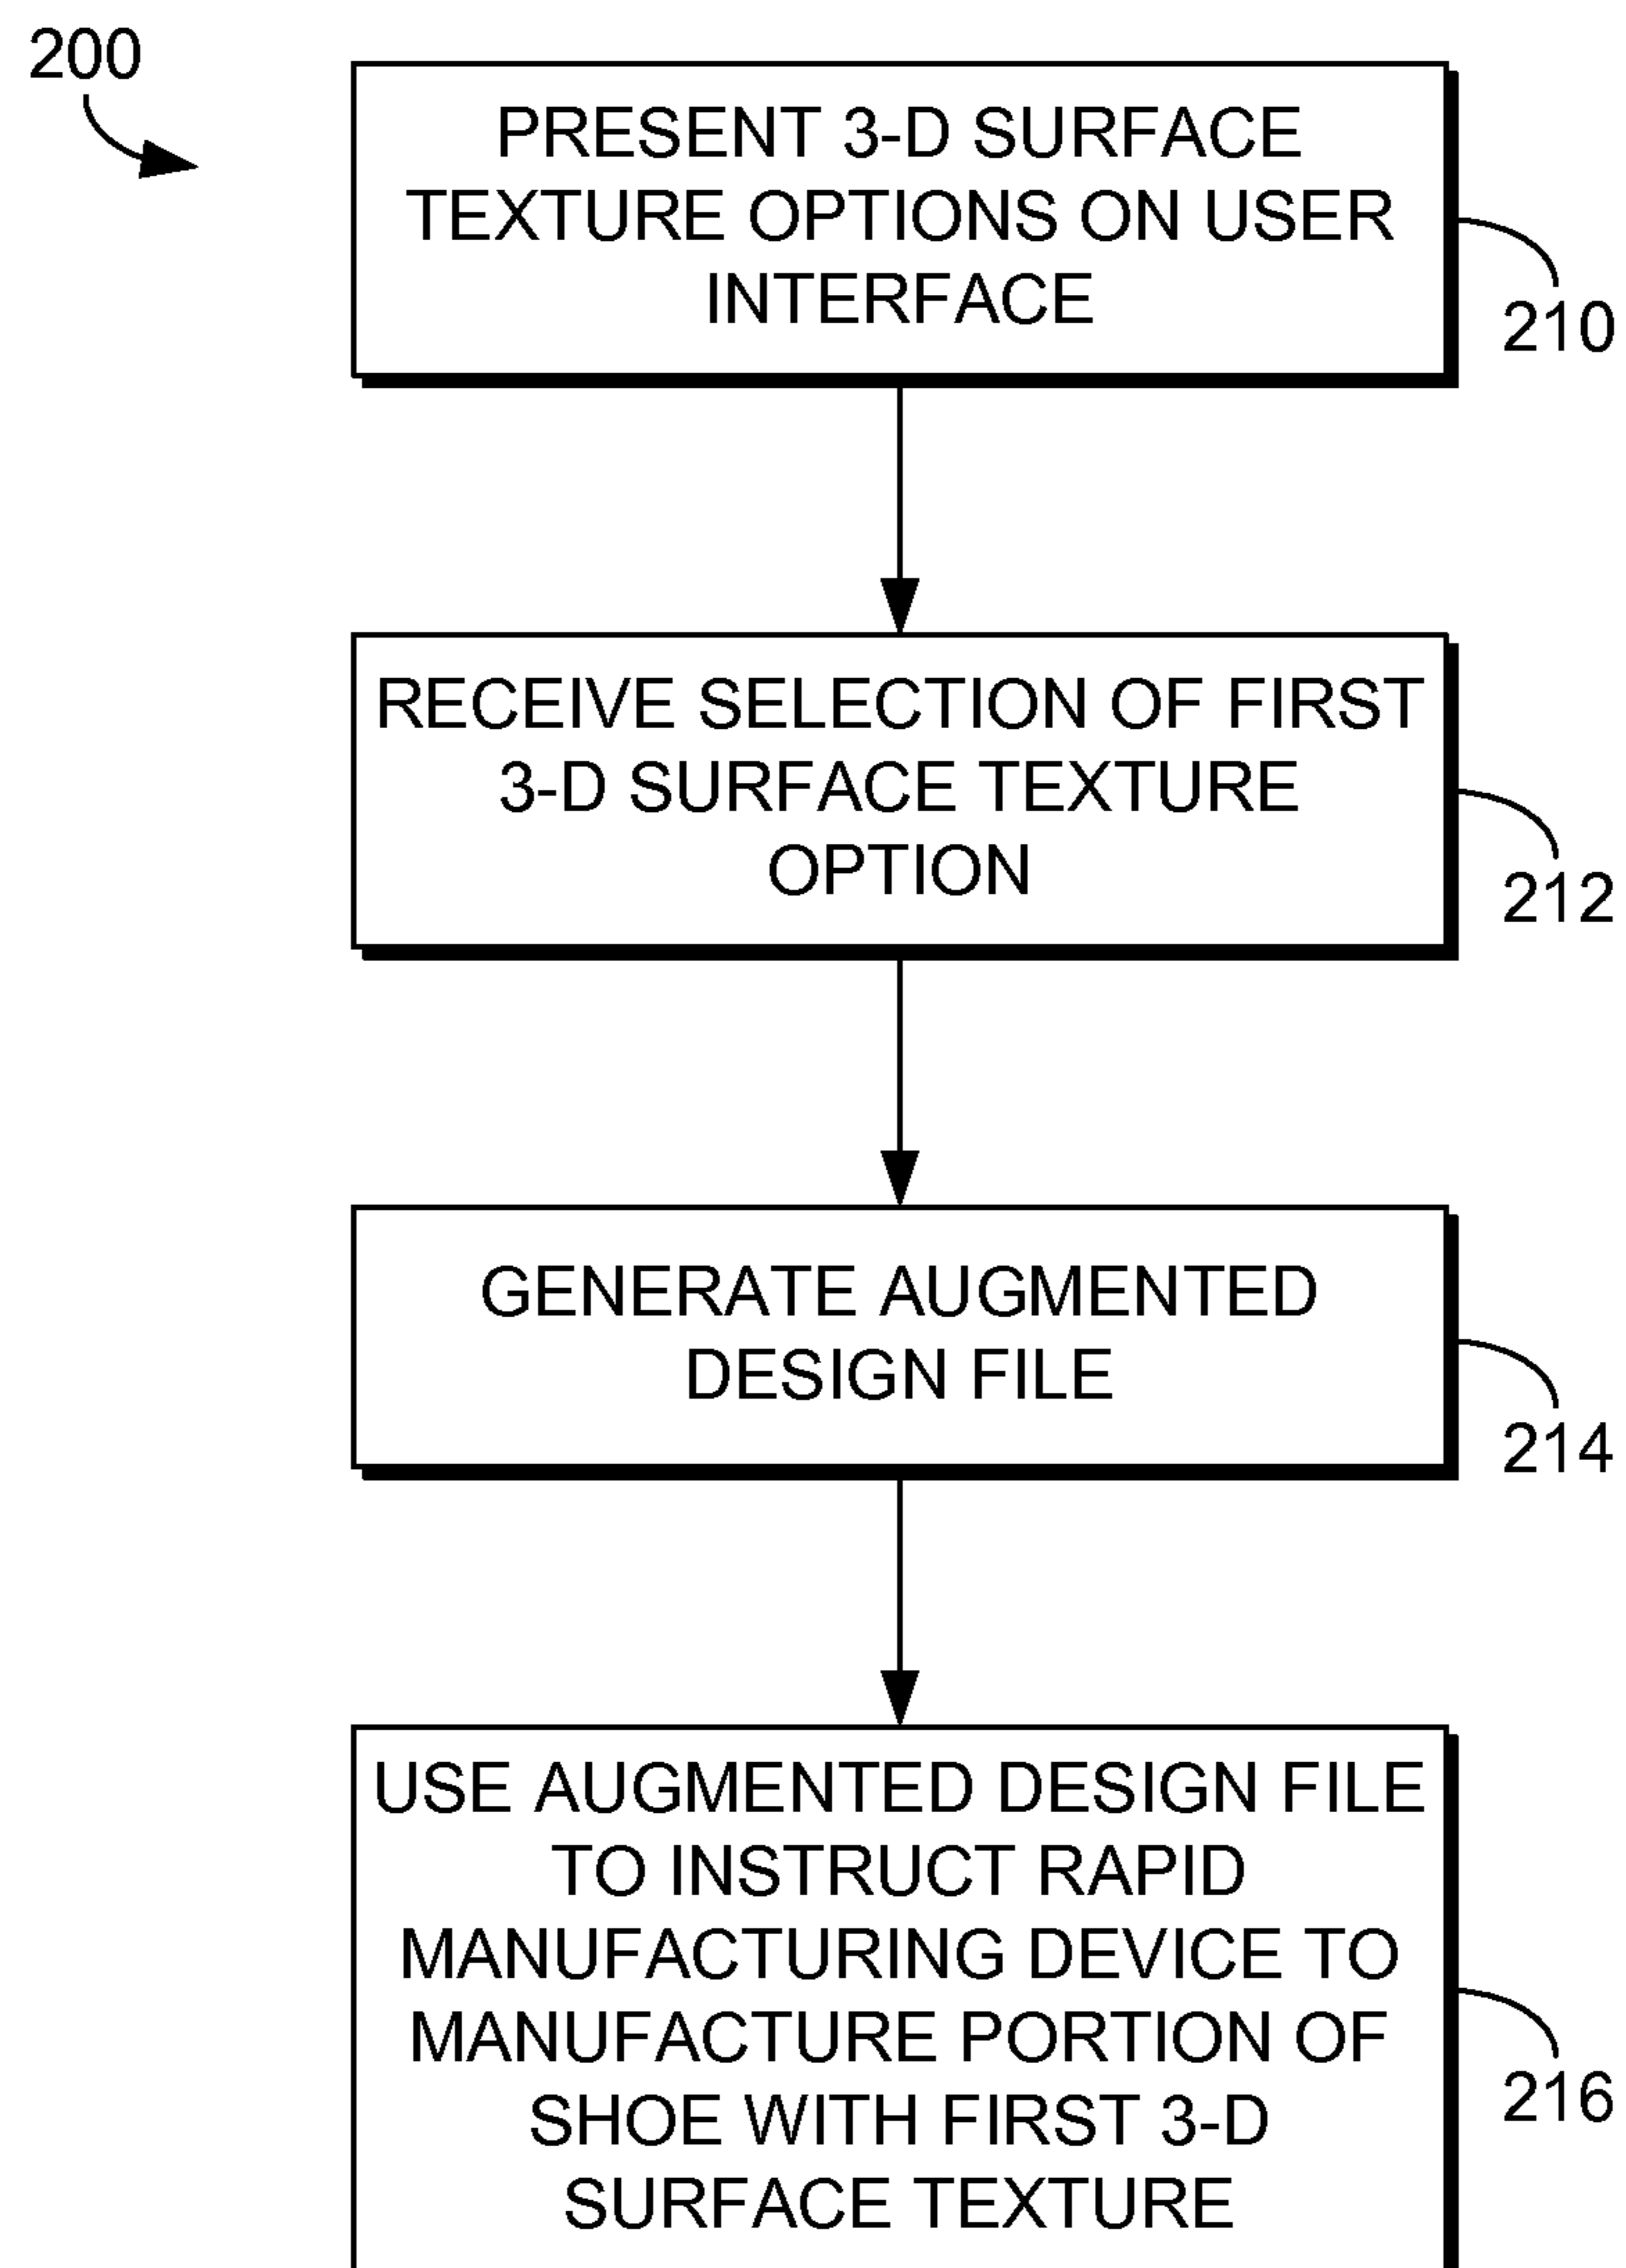 200
PRESENT 3-D SURFACE
TEXTURE OPTIONS ON USER
INTERFACE
210
RECEIVE SELECTION OF FIRST
3-D SURFACE TEXTURE
OPTION
212
GENERATE AUGMENTED
DESIGN FILE
214
USE AUGMENTED DESIGN FILE
TO INSTRUCT RAPID
MANUFACTURING DEVICE TO
MANUFACTURE PORTION OF
SHOE WITH FIRST 3-D
SURFACE TEXTURE
216